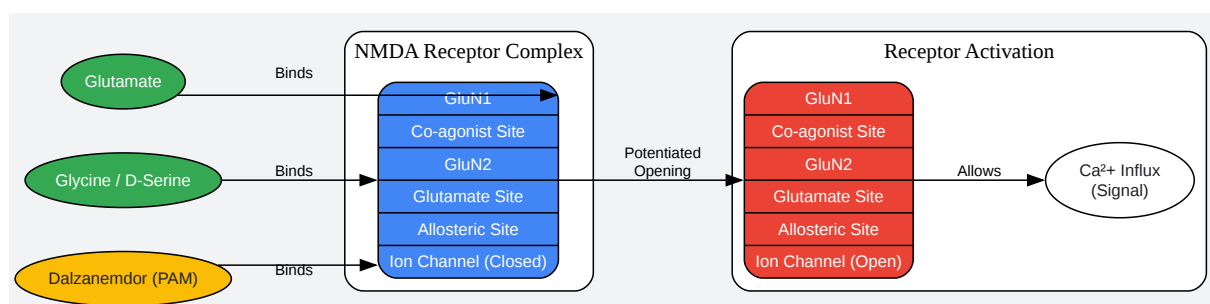 NMDA Receptor Complex
Receptor Activation
Glutamate
Binds
GluN1
Co-agonist Site
GluN2
Glutamate Site
Allosteric Site
Ion Channel (Closed)
Glycine / D-Serine
Binds
Dalzanemdor (PAM)
Binds
Potentiated
Opening
GluN1
Co-agonist Site
GluN2
Glutamate Site
Allosteric Site
Ion Channel (Open)
Allows
Ca²+ Influx
(Signal)